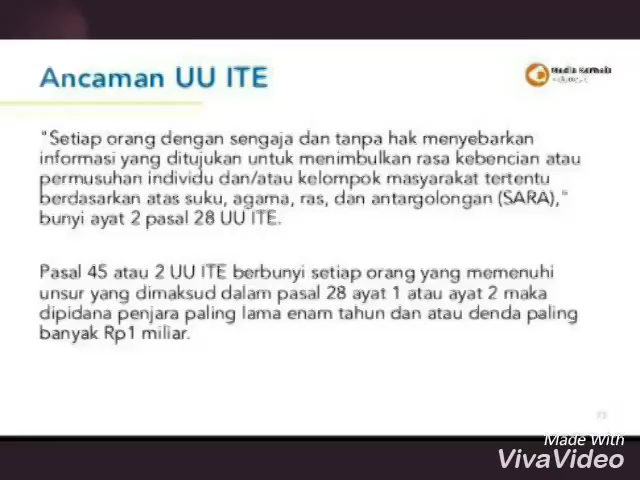 Ancaman UU ITE
"Setiap orang dengan sengaja dan tanpa hak menyebarkan
informasi yang ditujukan untuk menimbulkan rasa kebencian atau
permusuhan individu dan/atau kelompok masyarakat tertentu
berdasarkan atas suku, agama, ras, dan antargolongan (SARA),"
bunyi ayat 2 pasal 28 UU ITE.
Pasal 45 atau 2 UU ITE berbunyi setiap orang yang memenuhi
unsur yang dimaksud dalam pasal 28 ayat 1 atau ayat 2 maka
dipidana penjara paling lama enam tahun dan atau denda paling
banyak Rp1 miliar.
Made With
VivaVideo